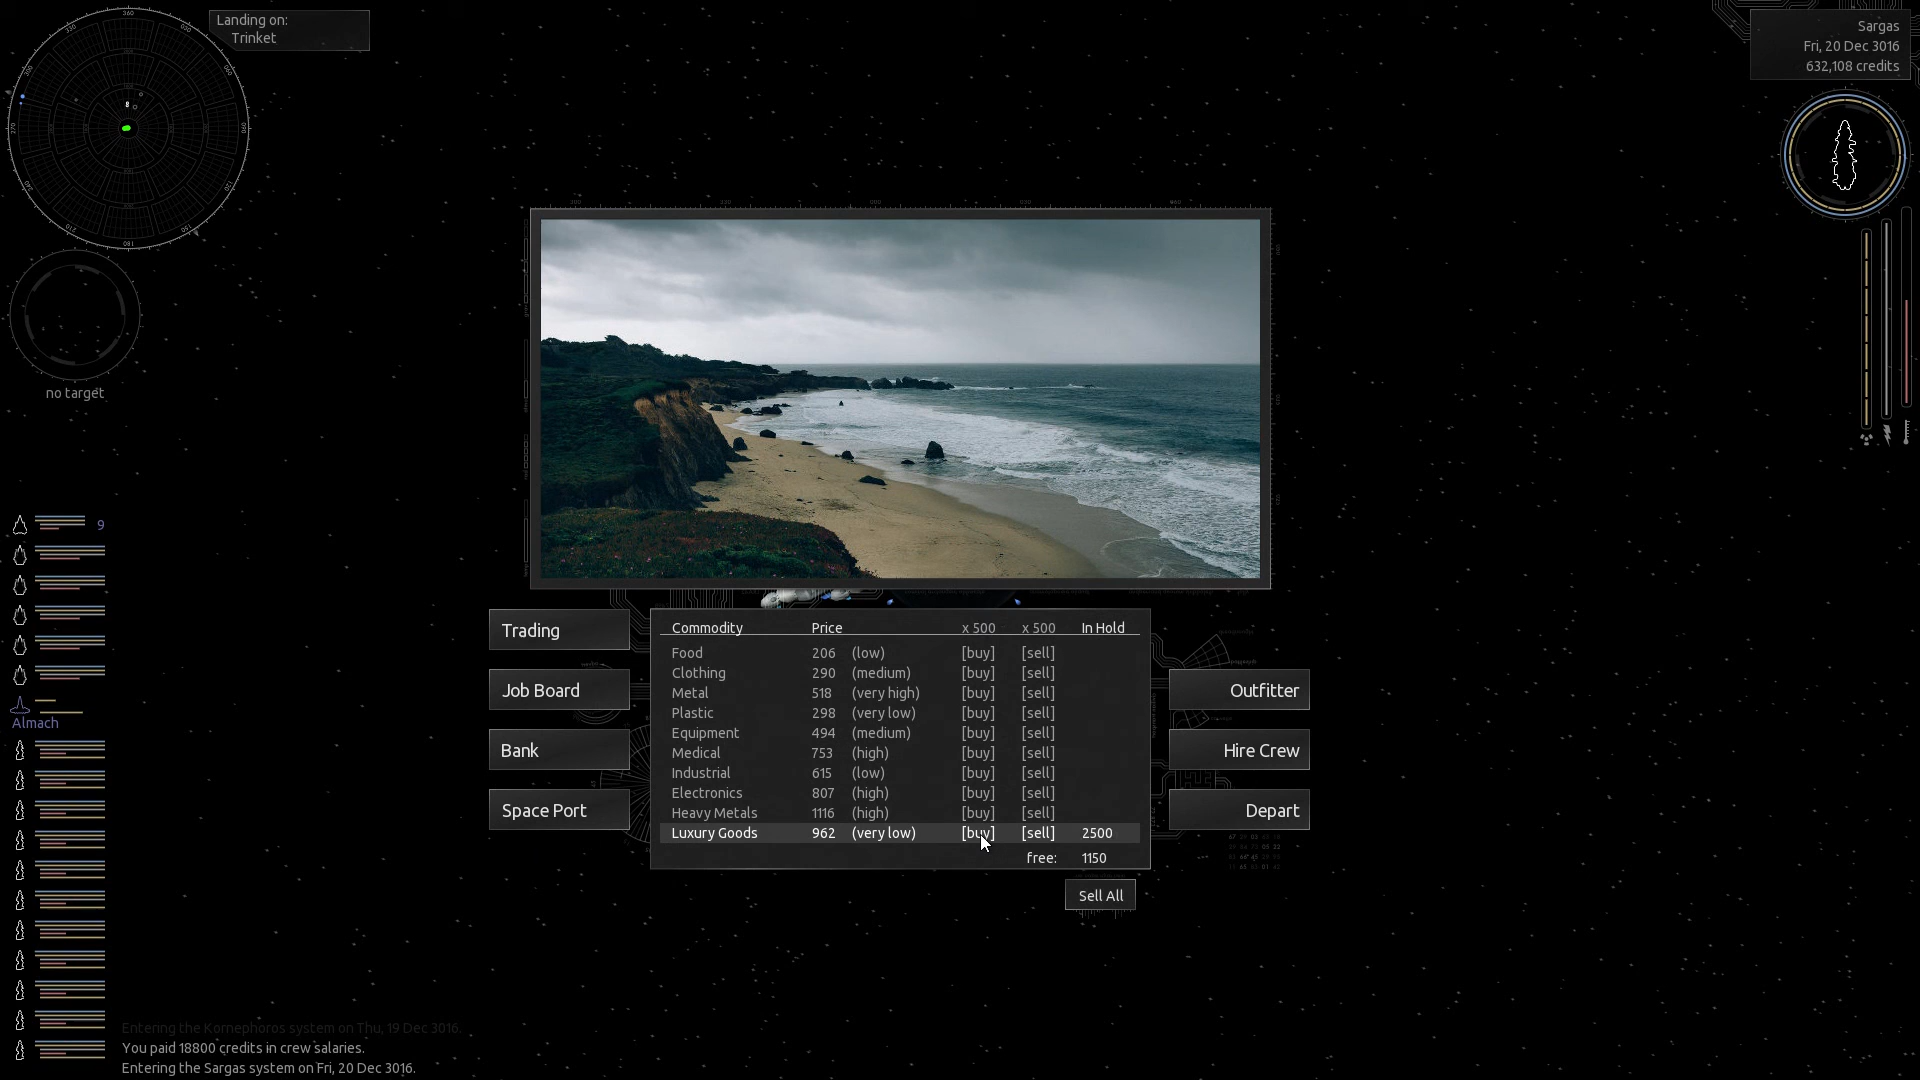 Landing on:
Trinket
Sargas
Fri, 20 Dec 3016
632,108 credits
no target
9
Almach
Trading
Job Board
Bank
Space Port
Commodity Price x 500 x 500 In Hold
Food 206 (low) [buy] [sell]
Clothing 290 (medium) [buy] [sell]
Metal 518 (very high) [buy] [sell]
Plastic 298 (very low) [buy] [sell]
Equipment 494 (medium) [buy] [sell]
Medical 753 (high) [buy] [sell]
Industrial 615 (low) [buy] [sell]
Electronics 807 (high) [buy] [sell]
Heavy Metals 1116 (high) [buy] [sell]
Luxury Goods 962 (very low) [buy] [sell] 2500
free: 1150
Sell All
Outfitter
Hire Crew
Depart
Entering the Kornephoros system on Thu, 19 Dec 3016.
You paid 18800 credits in crew salaries.
Entering the Sargas system on Fri, 20 Dec 3016.